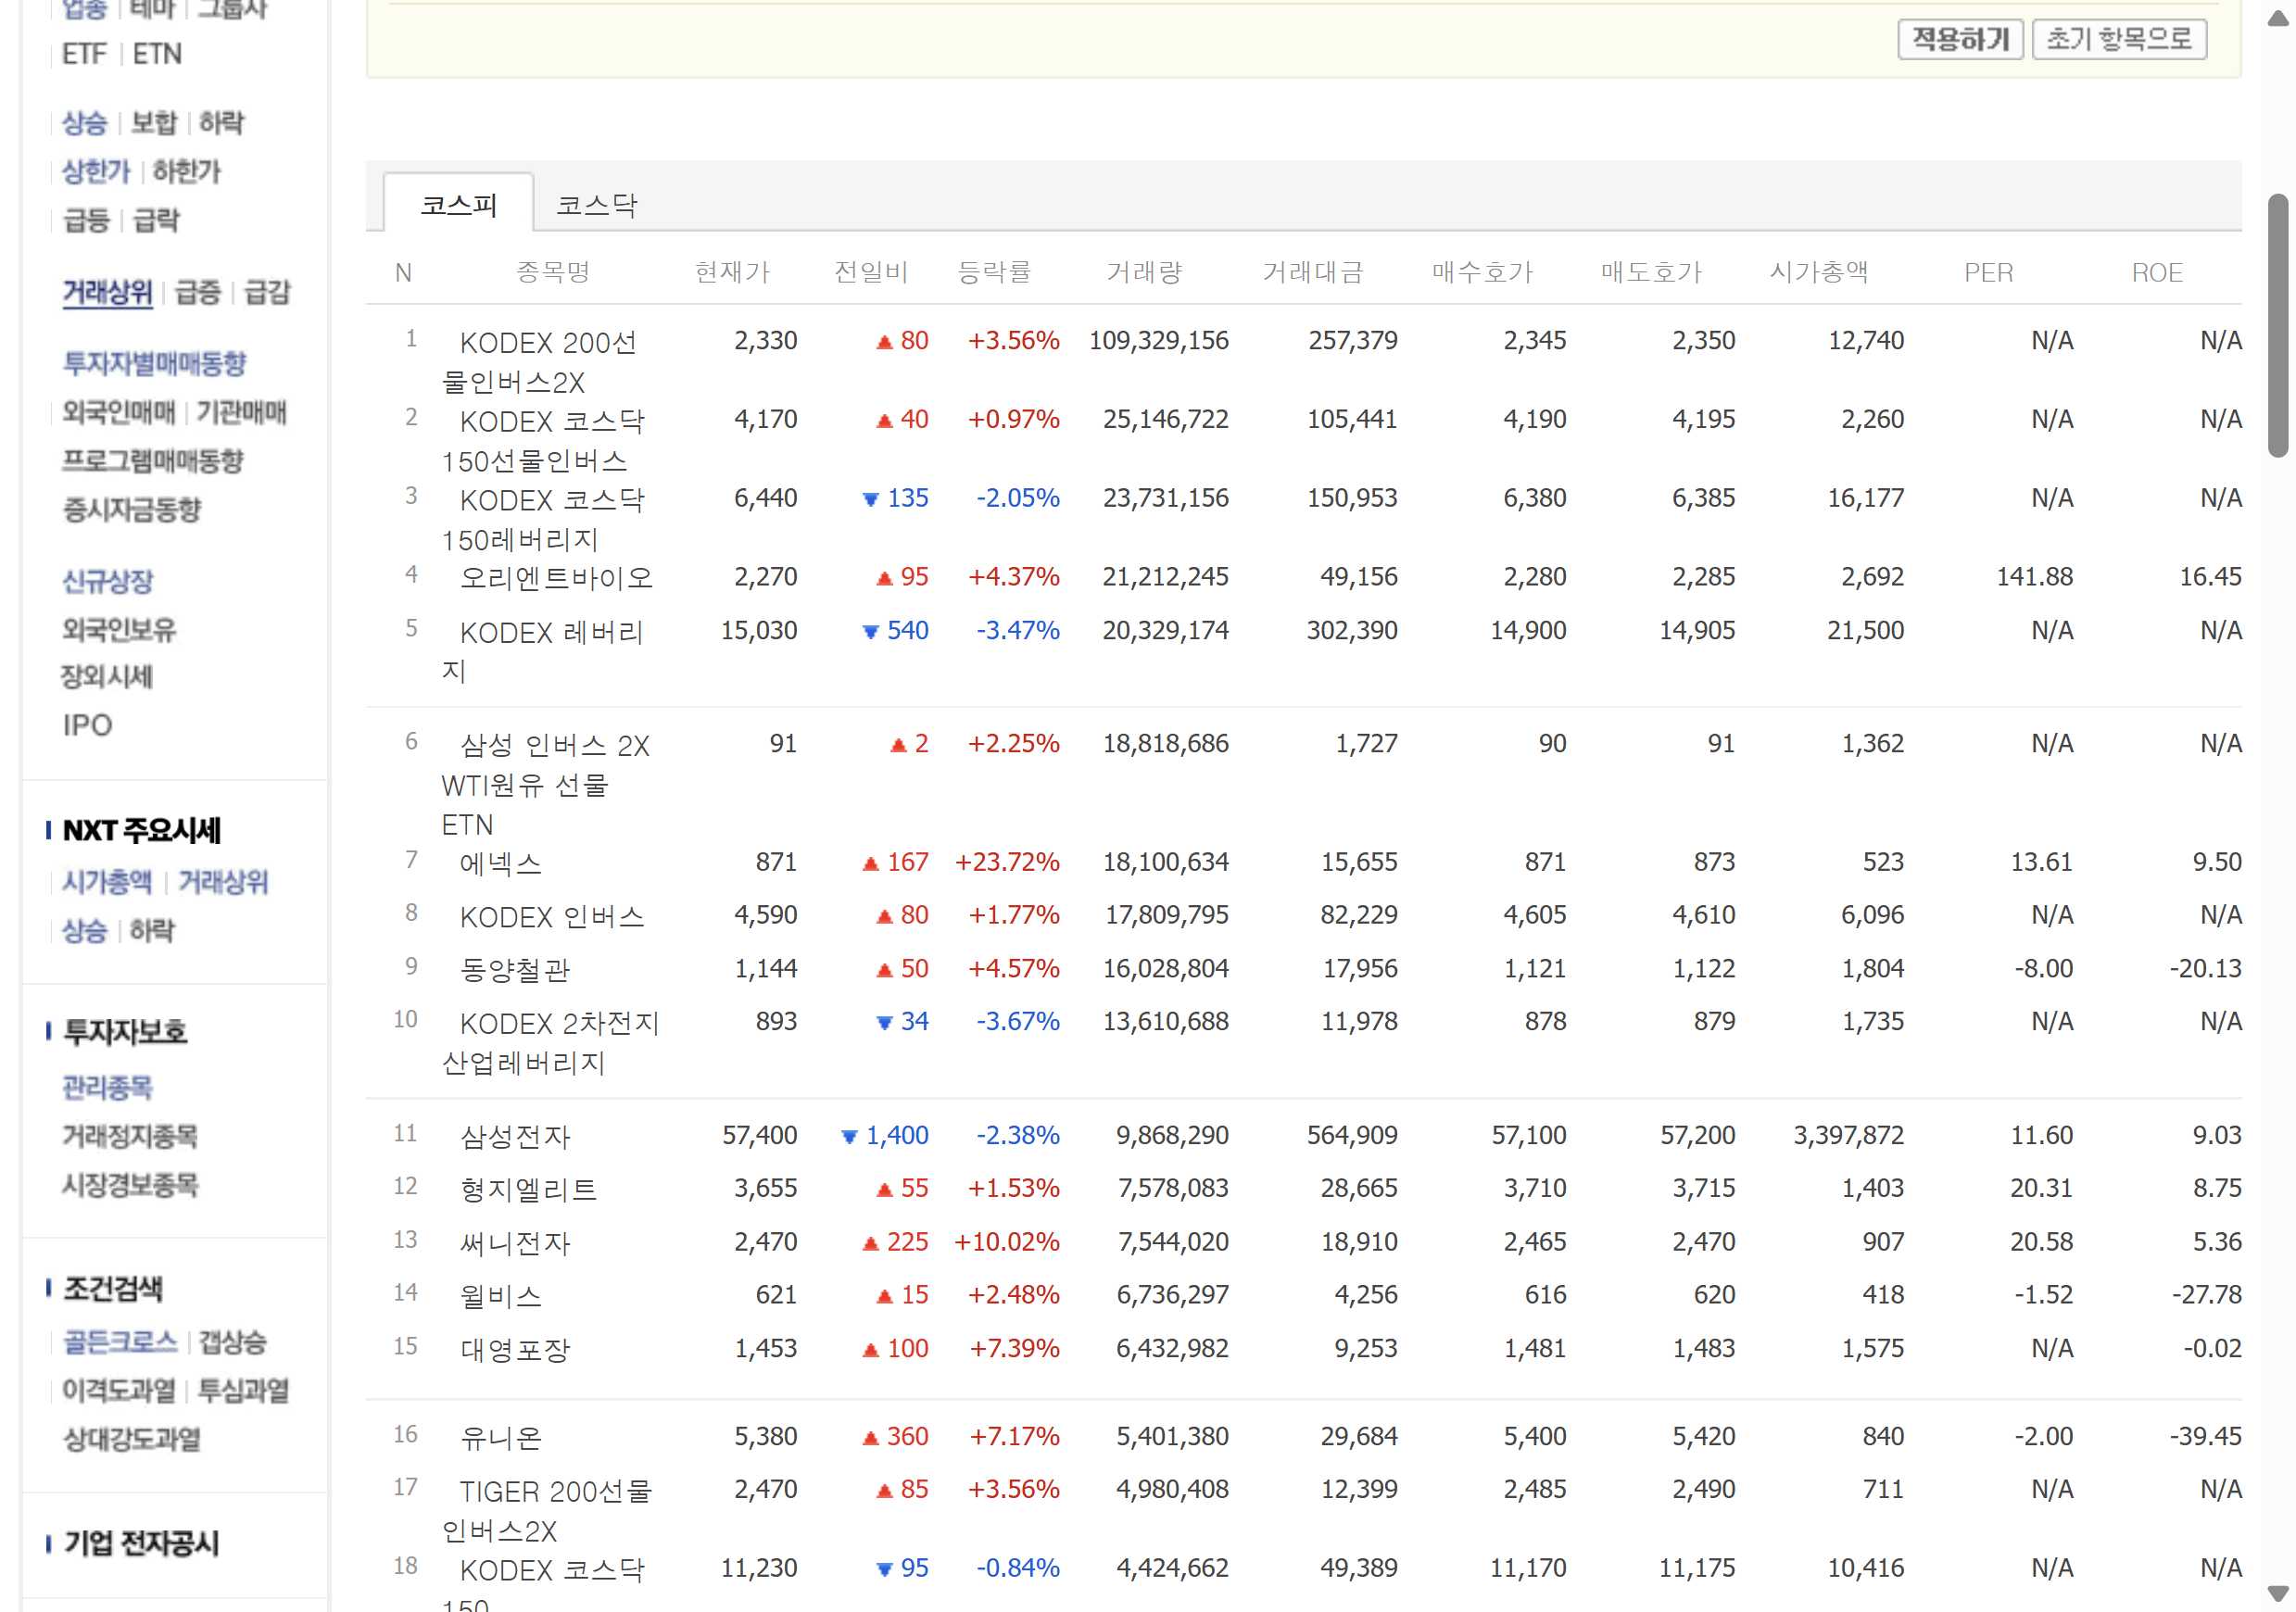 업종 테마 그룹사
ETF ETN
상승 보합 하락
상한가 하한가
급등 급락
거래상위 급증 급감
투자자별매매동향
외국인매매 기관매매
프로그램매매동향
증시자금동향
신규상장
외국인보유
장외시세
IPO
NXT 주요시세
시가총액 거래상위
상승 하락
투자자보호
관리종목
거래정지종목
시장경보종목
조건검색
골든크로스 갭상승
이격도과열 투심과열
상대강도과열
기업 전자공시
적용하기 초기 항목으로
코스피 코스닥
N 종목명 현재가 전일비 등락률 거래량 거래대금 매수호가 매도호가 시가총액 PER ROE
1 KODEX 200선 2,330 80 +3.56% 109,329,156 257,379 2,345 2,350 12,740 N/A N/A
물인버스2X
2 KODEX 코스닥 4,170 40 +0.97% 25,146,722 105,441 4,190 4,195 2,260 N/A N/A
150선물인버스
3 KODEX 코스닥 6,440 135 -2.05% 23,731,156 150,953 6,380 6,385 16,177 N/A N/A
150레버리지
4 오리엔트바이오 2,270 95 +4.37% 21,212,245 49,156 2,280 2,285 2,692 141.88 16.45
5 KODEX 레버리 15,030 540 -3.47% 20,329,174 302,390 14,900 14,905 21,500 N/A N/A
지
6 삼성 인버스 2X 91 2 +2.25% 18,818,686 1,727 90 91 1,362 N/A N/A
WTI원유 선물
ETN
7 에넥스 871 167 +23.72% 18,100,634 15,655 871 873 523 13.61 9.50
8 KODEX 인버스 4,590 80 +1.77% 17,809,795 82,229 4,605 4,610 6,096 N/A N/A
9 동양철관 1,144 50 +4.57% 16,028,804 17,956 1,121 1,122 1,804 -8.00 -20.13
10 KODEX 2차전지 893 34 -3.67% 13,610,688 11,978 878 879 1,735 N/A N/A
산업레버리지
11 삼성전자 57,400 1,400 -2.38% 9,868,290 564,909 57,100 57,200 3,397,872 11.60 9.03
12 형지엘리트 3,655 55 +1.53% 7,578,083 28,665 3,710 3,715 1,403 20.31 8.75
13 써니전자 2,470 225 +10.02% 7,544,020 18,910 2,465 2,470 907 20.58 5.36
14 윌비스 621 15 +2.48% 6,736,297 4,256 616 620 418 -1.52 -27.78
15 대영포장 1,453 100 +7.39% 6,432,982 9,253 1,481 1,483 1,575 N/A -0.02
16 유니온 5,380 360 +7.17% 5,401,380 29,684 5,400 5,420 840 -2.00 -39.45
17 TIGER 200선물 2,470 85 +3.56% 4,980,408 12,399 2,485 2,490 711 N/A N/A
인버스2X
18 KODEX 코스닥 11,230 95 -0.84% 4,424,662 49,389 11,170 11,175 10,416 N/A N/A
150